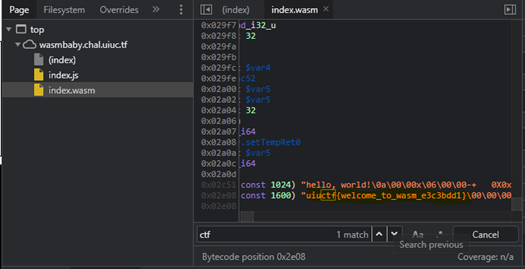 Page Filesystem Overrides
top
wasmbaby.chal.uiuc.tf
(index)
index.js
index.wasm
(index) index.wasm
0x029f7 d_i32_u
0x029f8 32
0x029fa
0x029fb
0x029fc $var4
0x029fe c52
0x02a00 $var5
0x02a02 $var5
0x02a04 32
0x02a06
0x02a07 i64
0x02a08 .setTempRet0
0x02a0a $var5
0x02a0c i64
0x02a0d
0x02c51 const 1024) "hello, world!\0a\00\00x\06\00\00-+ 0X0x
0x02e08 const 1600) "uiuctf{welcome_to_wasm_e3c3bdd1}\00\00\00
0x02e08
ctf 1 match Aa .* Cancel
Search previous
Bytecode position 0x2e08 Coverage: n/a